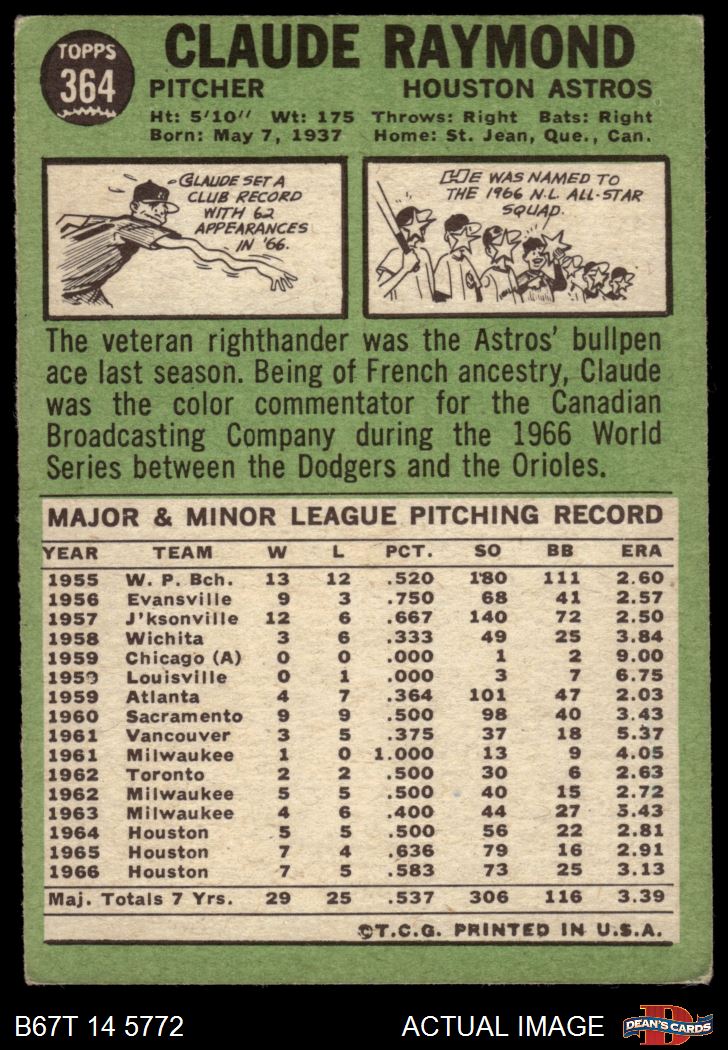 TOPPS
364
CLAUDE RAYMOND
PITCHER HOUSTON ASTROS
Ht: 5'10" Wt: 175 Throws: Right Bats: Right
Born: May 7, 1937 Home: St. Jean, Que., Can.
CLAUDE SET A
CLUB RECORD
WITH 62
APPEARANCES
IN '66.
HE WAS NAMED TO
THE 1966 N.L. ALL-STAR
SQUAD.
The veteran righthander was the Astros' bullpen
ace last season. Being of French ancestry, Claude
was the color commentator for the Canadian
Broadcasting Company during the 1966 World
Series between the Dodgers and the Orioles.
MAJOR & MINOR LEAGUE PITCHING RECORD
YEAR TEAM W L PCT. SO BB ERA
1955 W. P. Bch. 13 12 .520 180 111 2.60
1956 Evansville 9 3 .750 68 41 2.57
1957 J'ksonville 12 6 .667 140 72 2.50
1958 Wichita 3 6 .333 49 25 3.84
1959 Chicago (A) 0 0 .000 1 2 9.00
1959 Louisville 0 1 .000 3 7 6.75
1959 Atlanta 4 7 .364 101 47 2.03
1960 Sacramento 9 9 .500 98 40 3.43
1961 Vancouver 3 5 .375 37 18 5.37
1961 Milwaukee 1 0 1.000 13 9 4.05
1962 Toronto 2 2 .500 30 6 2.63
1962 Milwaukee 5 5 .500 40 15 2.72
1963 Milwaukee 4 6 .400 44 27 3.43
1964 Houston 5 5 .500 56 22 2.81
1965 Houston 7 4 .636 79 16 2.91
1966 Houston 7 5 .583 73 25 3.13
Maj. Totals 7 Yrs. 29 25 .537 306 116 3.39
©T.C.G. PRINTED IN U.S.A.
B67T 14 5772 ACTUAL IMAGE
D
DEAN'S CARDS